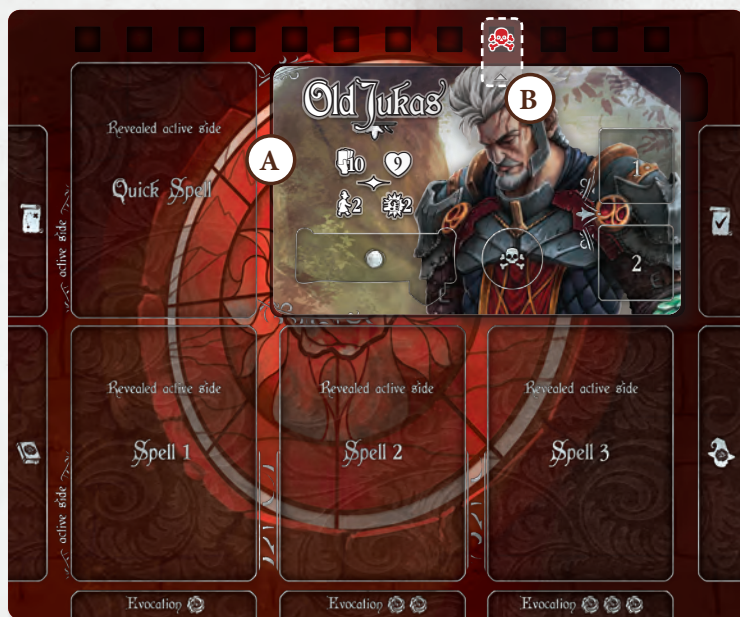 B
Old Jukas
Revealed active side
A
10 9
Quick Spell
1
2 2
active side
2
Revealed active side
Revealed active side
Revealed active side
Spell 1
Spell 2
Spell 3
active side
Evocation
Evocation
Evocation